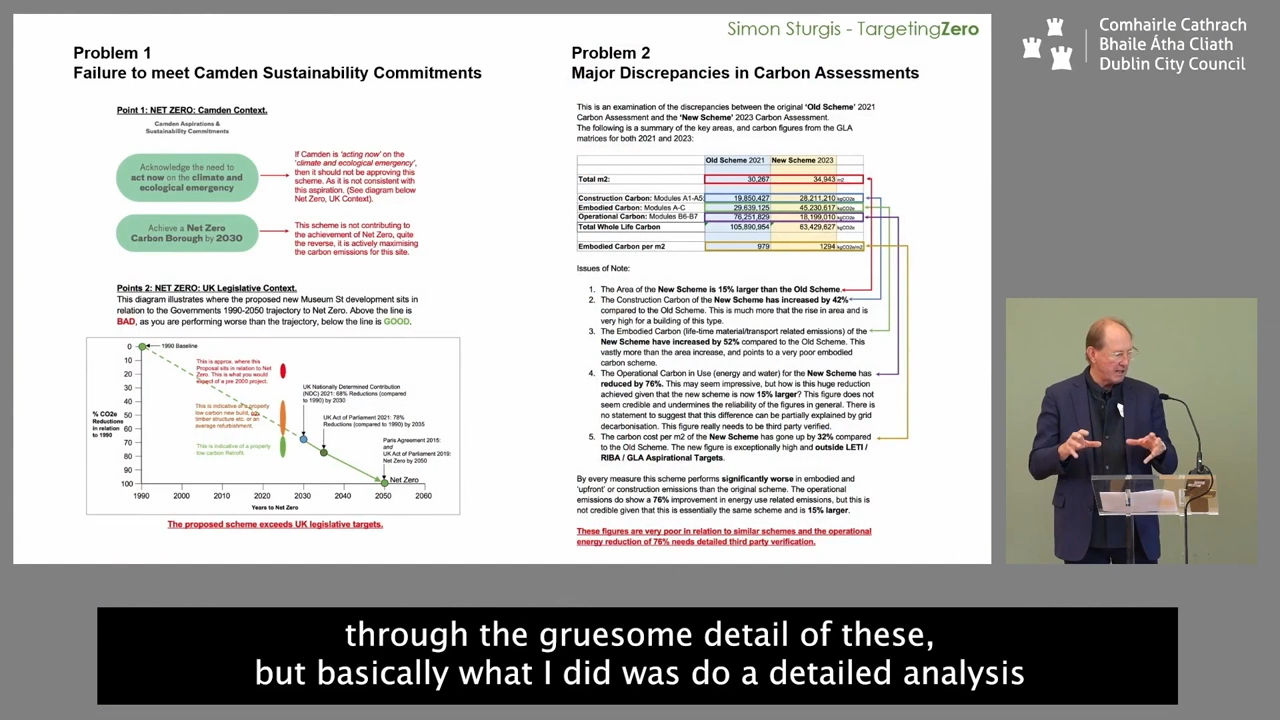 Simon Sturgis - TargetingZero
Comhairle Cathrach
Bhaile Átha Cliath
Dublin City Council
Problem 1
Failure to meet Camden Sustainability Commitments
Point 1: NET ZERO: Camden Context.
Camden Aspirations &
Sustainability Commitments
Acknowledge the need to
act now on the climate and
ecological emergency
If Camden is 'acting now' on the
'climate and ecological emergency',
then it should not be approving this
scheme. As it is not consistent with
this aspiration. (See diagram below
Net Zero, UK Context).
Achieve a Net Zero
Carbon Borough by 2030
This scheme is not contributing to
the achievement of Net Zero, quite
the reverse, it is actively maximising
the carbon emissions for this site.
Points 2: NET ZERO: UK Legislative Context.
This diagram illustrates where the proposed new Museum St development sits in
relation to the Governments 1990-2050 trajectory to Net Zero. Above the line is
BAD, as you are performing worse than the trajectory, below the line is GOOD.
0
10
20
30
40
50
60
70
80
90
100
% CO2e
Reductions
in relation
to 1990
1990 Baseline
This is approx. where this
Proposal sits in relation to Net
Zero. This is what you would
expect of a pre 2000 project.
This is indicative of a properly
low carbon new build, eg
timber structure etc. or an
average refurbishment.
This is indicative of a properly
low carbon Retrofit.
UK Nationally Determined Contribution
(NDC) 2021: 68% Reductions (compared
to 1990) by 2030
UK Act of Parliament 2021: 78%
Reductions (compared to 1990) by 2035
Paris Agreement 2015:
and
UK Act of Parliament 2019:
Net Zero by 2050
Net Zero
1990 2000 2010 2020 2030 2040 2050 2060
Years to Net Zero
The proposed scheme exceeds UK legislative targets.
Problem 2
Major Discrepancies in Carbon Assessments
This is an examination of the discrepancies between the original 'Old Scheme' 2021
Carbon Assessment and the 'New Scheme' 2023 Carbon Assessment.
The following is a summary of the key areas, and carbon figures from the GLA
matrices for both 2021 and 2023:
Old Scheme 2021 New Scheme 2023
Total m2: 30,267 34,943 m2
Construction Carbon: Modules A1-A5: 19,850,427 28,211,210 kgCO2e
Embodied Carbon: Modules A-C 29,639,125 45,230,617 kgCO2e
Operational Carbon: Modules B6-B7 76,251,829 18,199,010 kgCO2e
Total Whole Life Carbon 105,890,954 63,429,627 kgCO2e
Embodied Carbon per m2 979 1294 kgCO2e/m2
Issues of Note:
1. The Area of the New Scheme is 15% larger than the Old Scheme.
2. The Construction Carbon of the New Scheme has increased by 42%
compared to the Old Scheme. This is much more that the rise in area and is
very high for a building of this type.
3. The Embodied Carbon (life-time material/transport related emissions) of the
New Scheme have increased by 52% compared to the Old Scheme. This
vastly more than the area increase, and points to a very poor embodied
carbon scheme.
4. The Operational Carbon in Use (energy and water) for the New Scheme has
reduced by 76%. This may seem impressive, but how is this huge reduction
achieved given that the new scheme is now 15% larger? This figure does not
seem credible and undermines the reliability of the figures in general. There
is no statement to suggest that this difference can be partially explained by grid
decarbonisation. This figure really needs to be third party verified.
5. The carbon cost per m2 of the New Scheme has gone up by 32% compared
to the Old Scheme. The new figure is exceptionally high and outside LETI /
RIBA / GLA Aspirational Targets.
By every measure this scheme performs significantly worse in embodied and
'upfront' or construction emissions than the original scheme. The operational
emissions do show a 76% improvement in energy use related emissions, but this is
not credible given that this is essentially the same scheme and is 15% larger.
These figures are very poor in relation to similar schemes and the operational
energy reduction of 76% needs detailed third party verification.
through the gruesome detail of these,
but basically what I did was do a detailed analysis